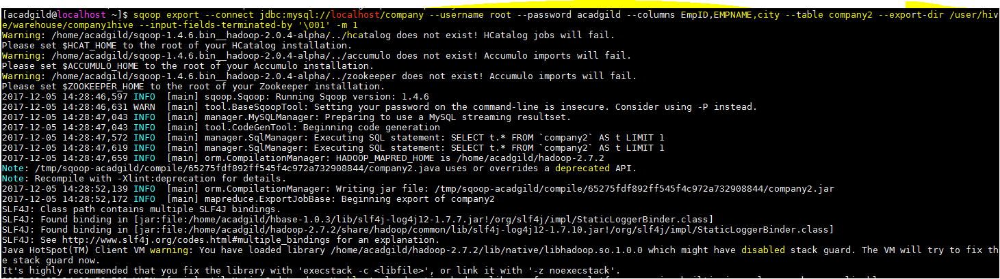 [acadgild@localhost ~]$ sqoop export --connect jdbc:mysql://localhost/company --username root --password acadgild --columns EmpID,EMPNAME,city --table company2 --export-dir /user/hiv
e/warehouse/company1hive --input-fields-terminated-by '\001' -m 1
Warning: /home/acadgild/sqoop-1.4.6.bin__hadoop-2.0.4-alpha/../hcatalog does not exist! HCatalog jobs will fail.
Please set $HCAT_HOME to the root of your HCatalog installation.
Warning: /home/acadgild/sqoop-1.4.6.bin__hadoop-2.0.4-alpha/../accumulo does not exist! Accumulo imports will fail.
Please set $ACCUMULO_HOME to the root of your Accumulo installation.
Warning: /home/acadgild/sqoop-1.4.6.bin__hadoop-2.0.4-alpha/../zookeeper does not exist! Accumulo imports will fail.
Please set $ZOOKEEPER_HOME to the root of your Zookeeper installation.
2017-12-05 14:28:46,597 INFO  [main] sqoop.Sqoop: Running Sqoop version: 1.4.6
2017-12-05 14:28:46,631 WARN  [main] tool.BaseSqoopTool: Setting your password on the command-line is insecure. Consider using -P instead.
2017-12-05 14:28:47,043 INFO  [main] manager.MySQLManager: Preparing to use a MySQL streaming resultset.
2017-12-05 14:28:47,043 INFO  [main] tool.CodeGenTool: Beginning code generation
2017-12-05 14:28:47,572 INFO  [main] manager.SqlManager: Executing SQL statement: SELECT t.* FROM `company2` AS t LIMIT 1
2017-12-05 14:28:47,619 INFO  [main] manager.SqlManager: Executing SQL statement: SELECT t.* FROM `company2` AS t LIMIT 1
2017-12-05 14:28:47,659 INFO  [main] orm.CompilationManager: HADOOP_MAPRED_HOME is /home/acadgild/hadoop-2.7.2
Note: /tmp/sqoop-acadgild/compile/65275fdf892ff545f4c972a732908844/company2.java uses or overrides a deprecated API.
Note: Recompile with -Xlint:deprecation for details.
2017-12-05 14:28:52,139 INFO  [main] orm.CompilationManager: Writing jar file: /tmp/sqoop-acadgild/compile/65275fdf892ff545f4c972a732908844/company2.jar
2017-12-05 14:28:52,172 INFO  [main] mapreduce.ExportJobBase: Beginning export of company2
SLF4J: Class path contains multiple SLF4J bindings.
SLF4J: Found binding in [jar:file:/home/acadgild/hbase-1.0.3/lib/slf4j-log4j12-1.7.7.jar!/org/slf4j/impl/StaticLoggerBinder.class]
SLF4J: Found binding in [jar:file:/home/acadgild/hadoop-2.7.2/share/hadoop/common/lib/slf4j-log4j12-1.7.10.jar!/org/slf4j/impl/StaticLoggerBinder.class]
SLF4J: See http://www.slf4j.org/codes.html#multiple_bindings for an explanation.
Java HotSpot(TM) Client VM warning: You have loaded library /home/acadgild/hadoop-2.7.2/lib/native/libhadoop.so.1.0.0 which might have disabled stack guard. The VM will try to fix th
e stack guard now.
It's highly recommended that you fix the library with 'execstack -c <libfile>', or link it with '-z noexecstack'.